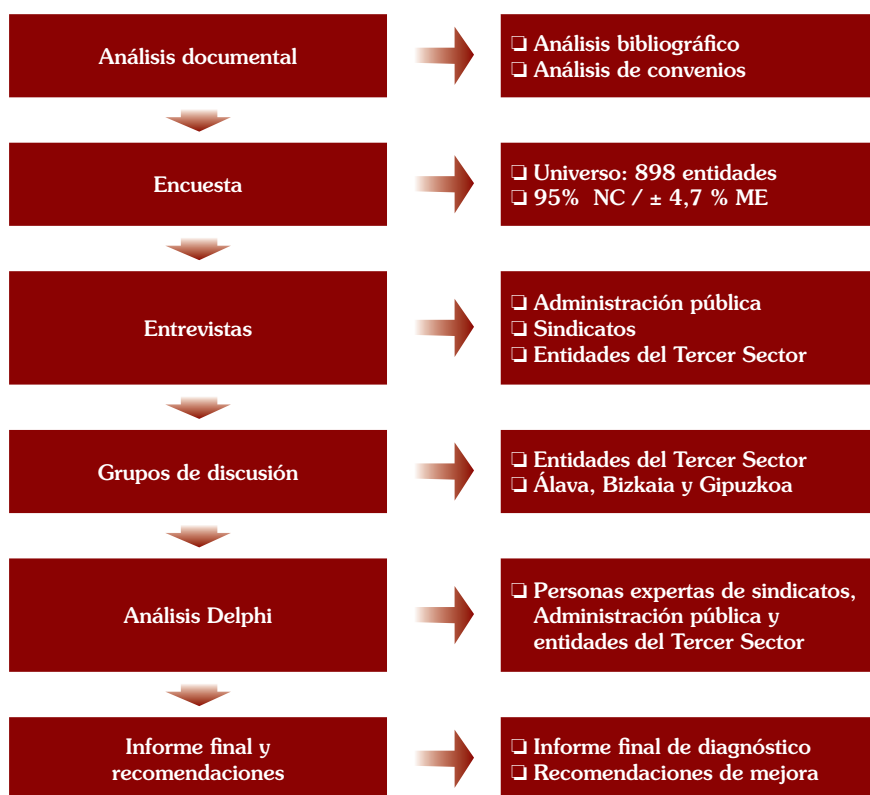 Análisis documental
❏ Análisis bibliográfico
❏ Análisis de convenios
Encuesta
❏ Universo: 898 entidades
❏ 95% NC / ± 4,7 % ME
Entrevistas
❏ Administración pública
❏ Sindicatos
❏ Entidades del Tercer Sector
Grupos de discusión
❏ Entidades del Tercer Sector
❏ Álava, Bizkaia y Gipuzkoa
Análisis Delphi
❏ Personas expertas de sindicatos,
Administración pública y
entidades del Tercer Sector
Informe final y
recomendaciones
❏ Informe final de diagnóstico
❏ Recomendaciones de mejora